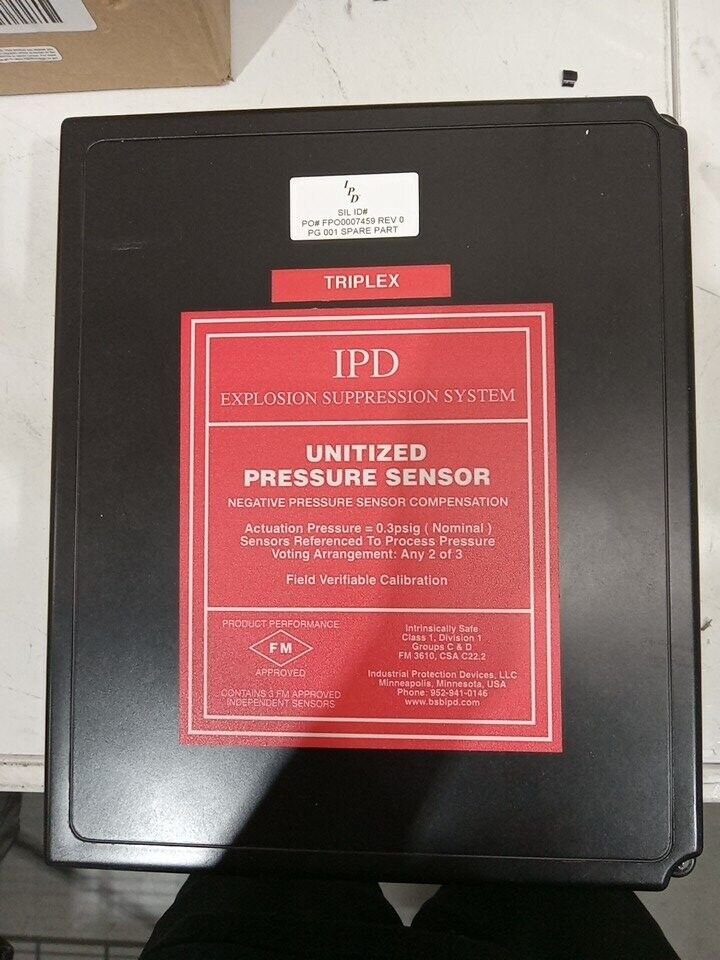 IPD
SIL ID#
PO# FPO0007459 REV 0
PG 001 SPARE PART
TRIPLEX
IPD
EXPLOSION SUPPRESSION SYSTEM
UNITIZED
PRESSURE SENSOR
NEGATIVE PRESSURE SENSOR COMPENSATION
Actuation Pressure = 0.3psig ( Nominal )
Sensors Referenced To Process Pressure
Voting Arrangement: Any 2 of 3
Field Verifiable Calibration
PRODUCT PERFORMANCE
FM
APPROVED
CONTAINS 3 FM APPROVED
INDEPENDENT SENSORS
Intrinsically Safe
Class 1, Division 1
Groups C & D
FM 3610, CSA C22.2
Industrial Protection Devices, LLC
Minneapolis, Minnesota, USA
Phone: 952-941-0146
www.bsbipd.com